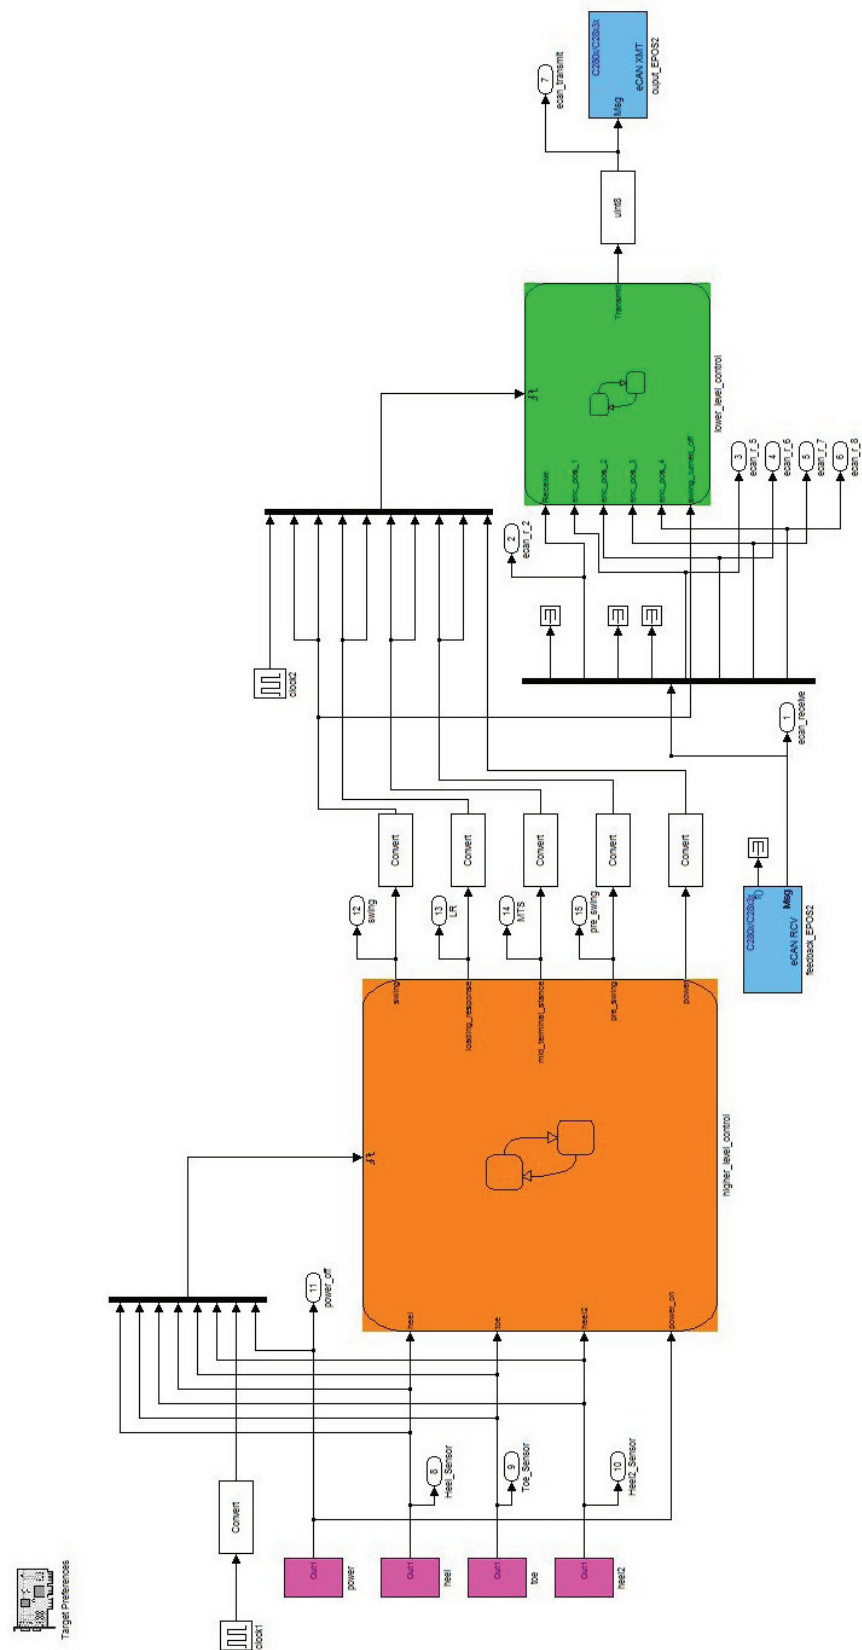 Target Preferences
clock1
Convert
Out1
power
Out1
heel
Out1
toe
Out1
heel2
8
Heel_Sensor
9
Toe_Sensor
10
Heel2_Sensor
11
power_off
heel
toe
heel2
power_on
higher_level_control
swing
loading_response
mid_terminal_stance
pre_swing
power
12
swing
13
LR
14
MTS
15
pre_swing
Convert
Convert
Convert
Convert
Convert
C280x/C28x3x
eCAN RCV
f()
Msg
feedback_EPOS2
1
ecan_receive
clock2
2
ecan_r_2
Receive
enc_pos_1
enc_pos_2
enc_pos_3
enc_pos_4
swing_turned_off
Transmit
lower_level_control
3
ecan_r_5
4
ecan_r_6
5
ecan_r_7
6
ecan_r_8
uint8
7
ecan_transmit
C280x/C28x3x
eCAN XMT
Msg
ouput_EPOS2